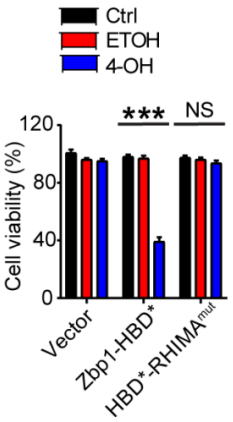 Ctrl
ETOH
4-OH
*** NS
120
80
40
0
Cell viability (%)
Vector
Zbp1-HBD*
HBD*-RHIMAmut